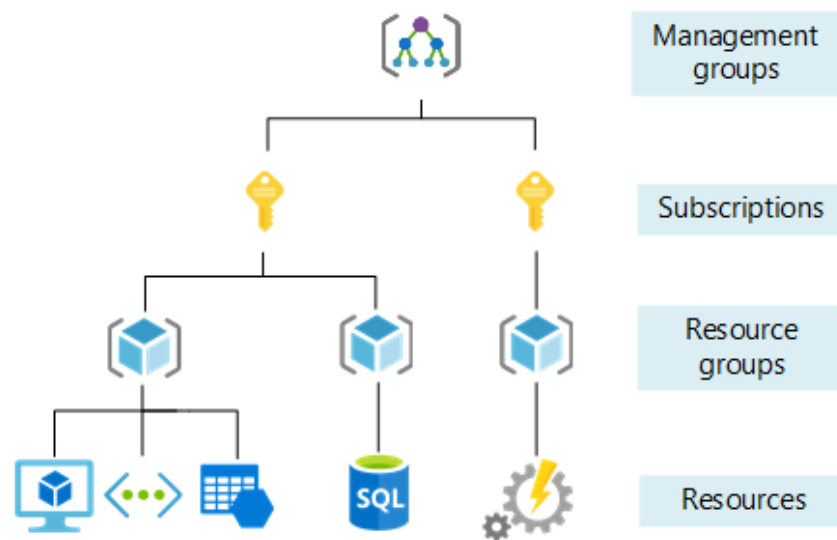 Management
groups
Subscriptions
Resource
groups
SQL
Resources